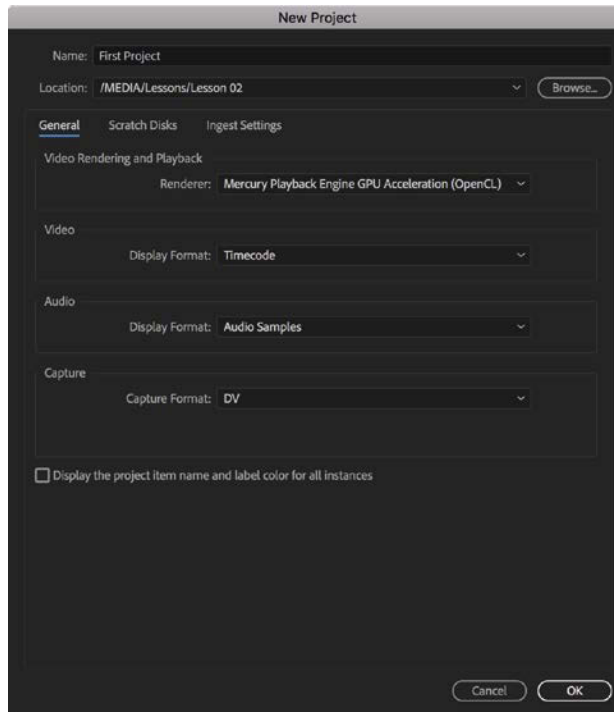 New Project
Name: First Project
Location: /MEDIA/Lessons/Lesson 02 Browse...
General Scratch Disks Ingest Settings
Video Rendering and Playback
Renderer: Mercury Playback Engine GPU Acceleration (OpenCL)
Video
Display Format: Timecode
Audio
Display Format: Audio Samples
Capture
Capture Format: DV
Display the project item name and label color for all instances
Cancel OK